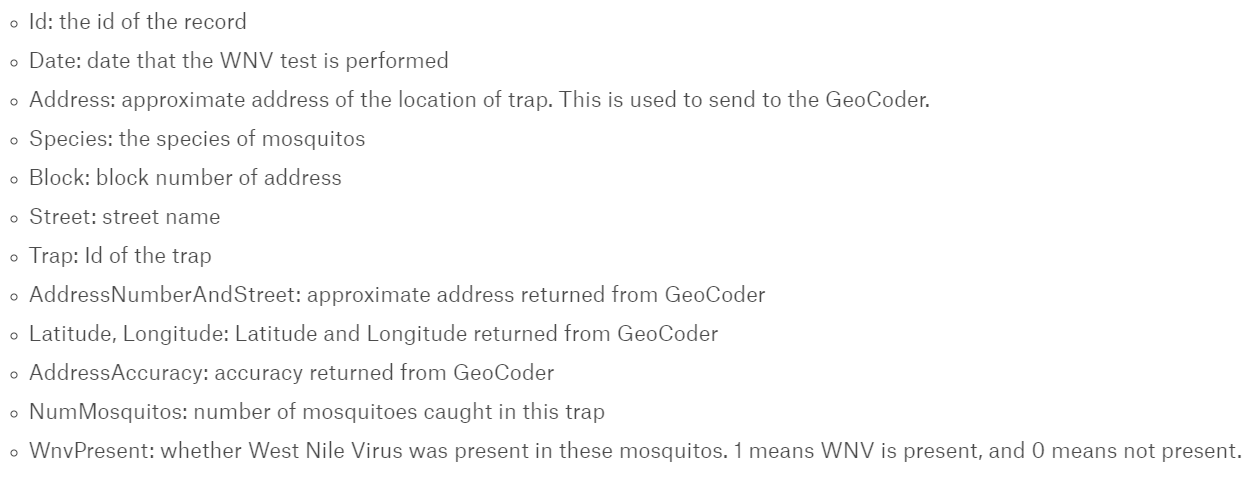 Id: the id of the record
Date: date that the WNV test is performed
Address: approximate address of the location of trap. This is used to send to the GeoCoder.
Species: the species of mosquitos
Block: block number of address
Street: street name
Trap: Id of the trap
AddressNumberAndStreet: approximate address returned from GeoCoder
Latitude, Longitude: Latitude and Longitude returned from GeoCoder
AddressAccuracy: accuracy returned from GeoCoder
NumMosquitos: number of mosquitoes caught in this trap
WnvPresent: whether West Nile Virus was present in these mosquitos. 1 means WNV is present, and 0 means not present.